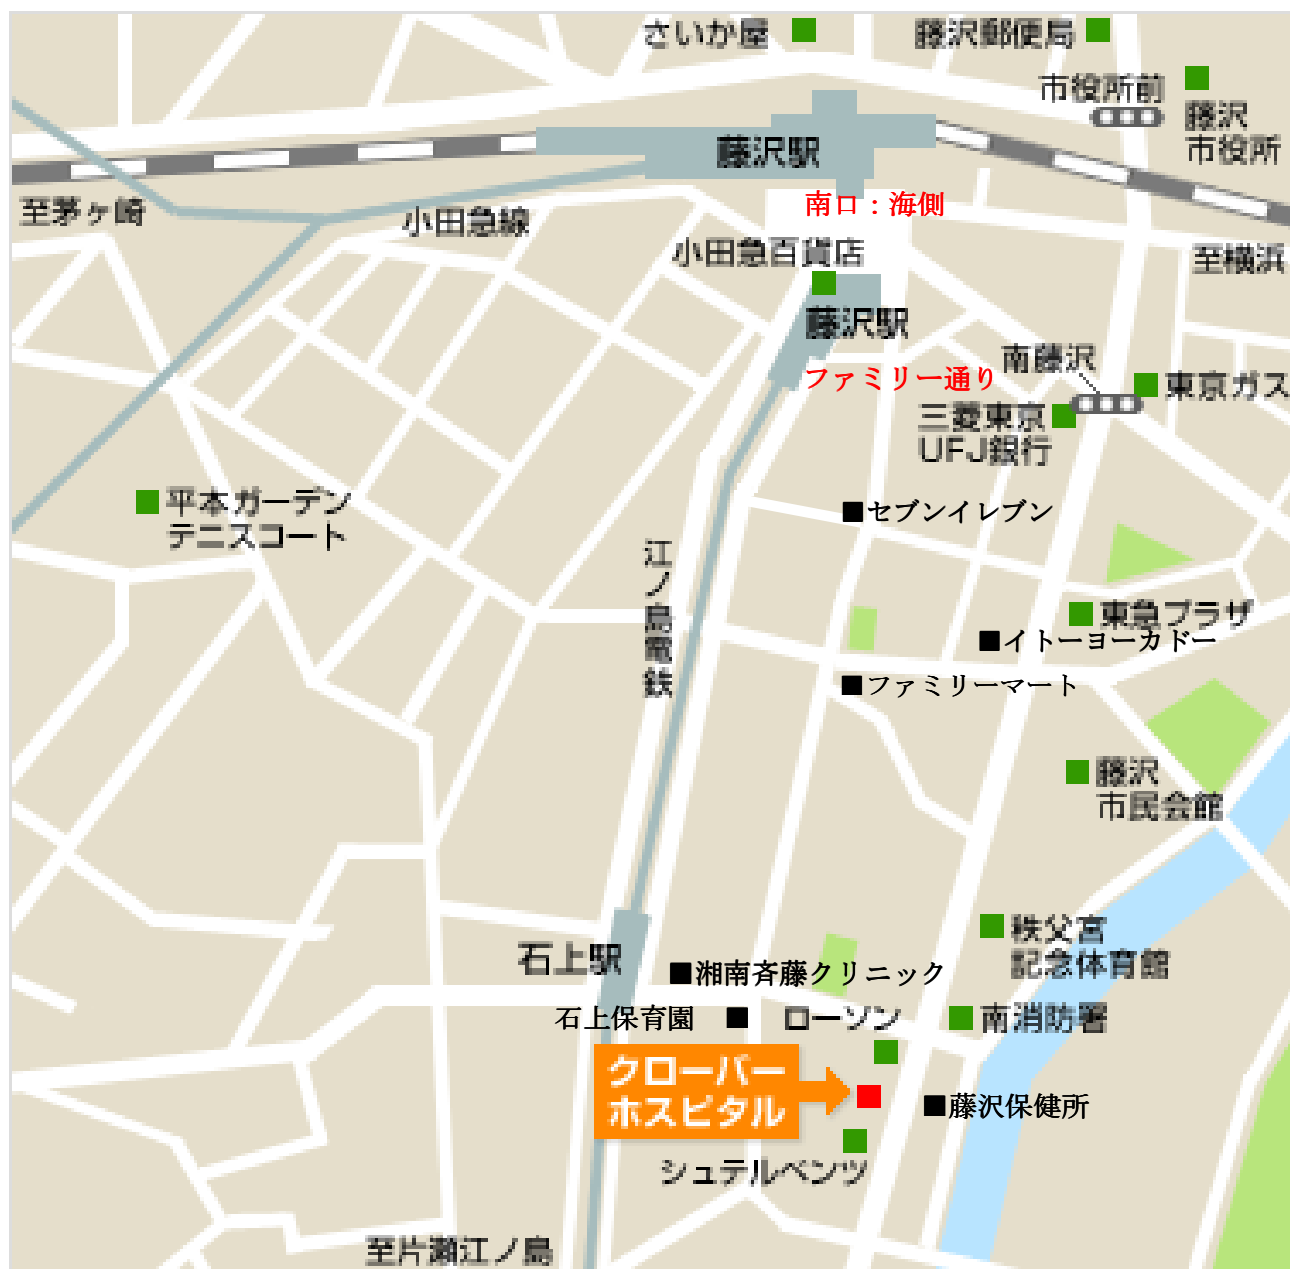 さいか屋
藤沢郵便局
市役所前
藤沢
市役所
藤沢駅
至茅ヶ崎
小田急線
南口：海側
小田急百貨店
至横浜
藤沢駅
南藤沢
ファミリー通り
東京ガス
三菱東京
UFJ銀行
平本ガーデン
テニスコート
■セブンイレブン
江ノ島電鉄
東急プラザ
■イトーヨーカドー
■ファミリーマート
藤沢
市民会館
秩父宮
記念体育館
石上駅
■湘南斉藤クリニック
石上保育園 ■
ローソン
南消防署
クローバー
ホスピタル
■藤沢保健所
シュテルベンツ
至片瀬江ノ島